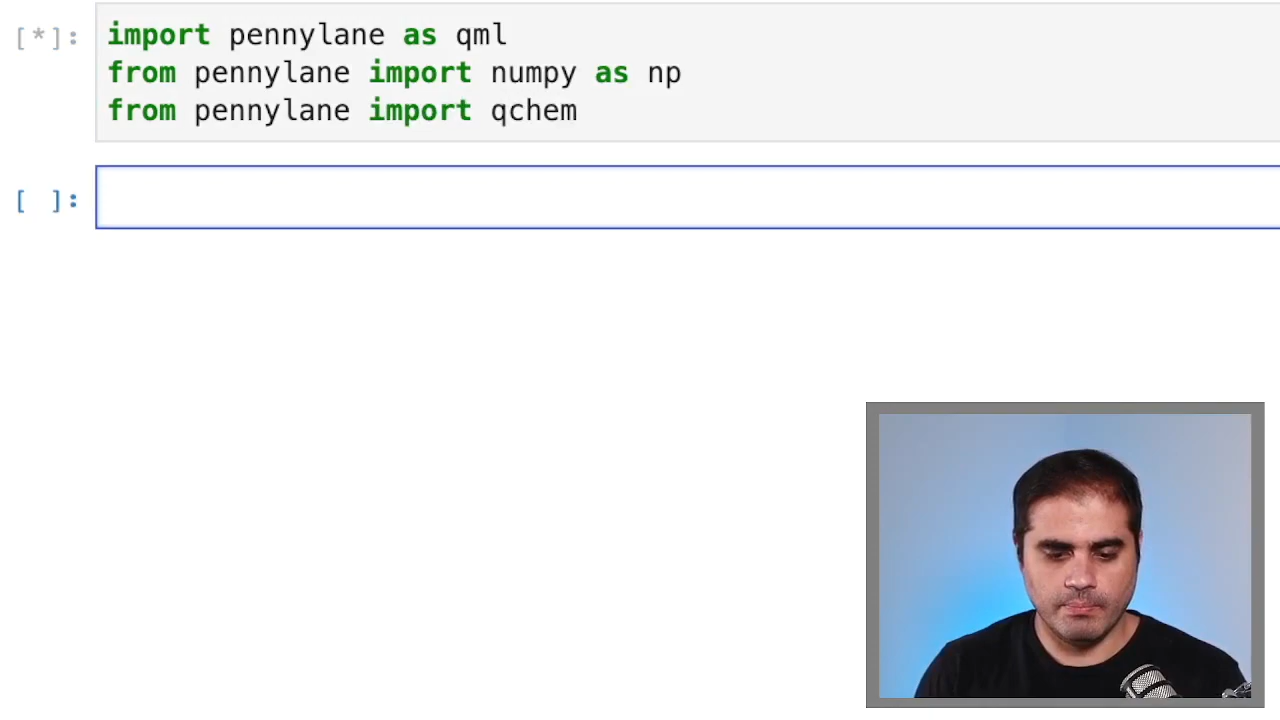 [*]: import pennylane as qml
from pennylane import numpy as np
from pennylane import qchem
[ ]: